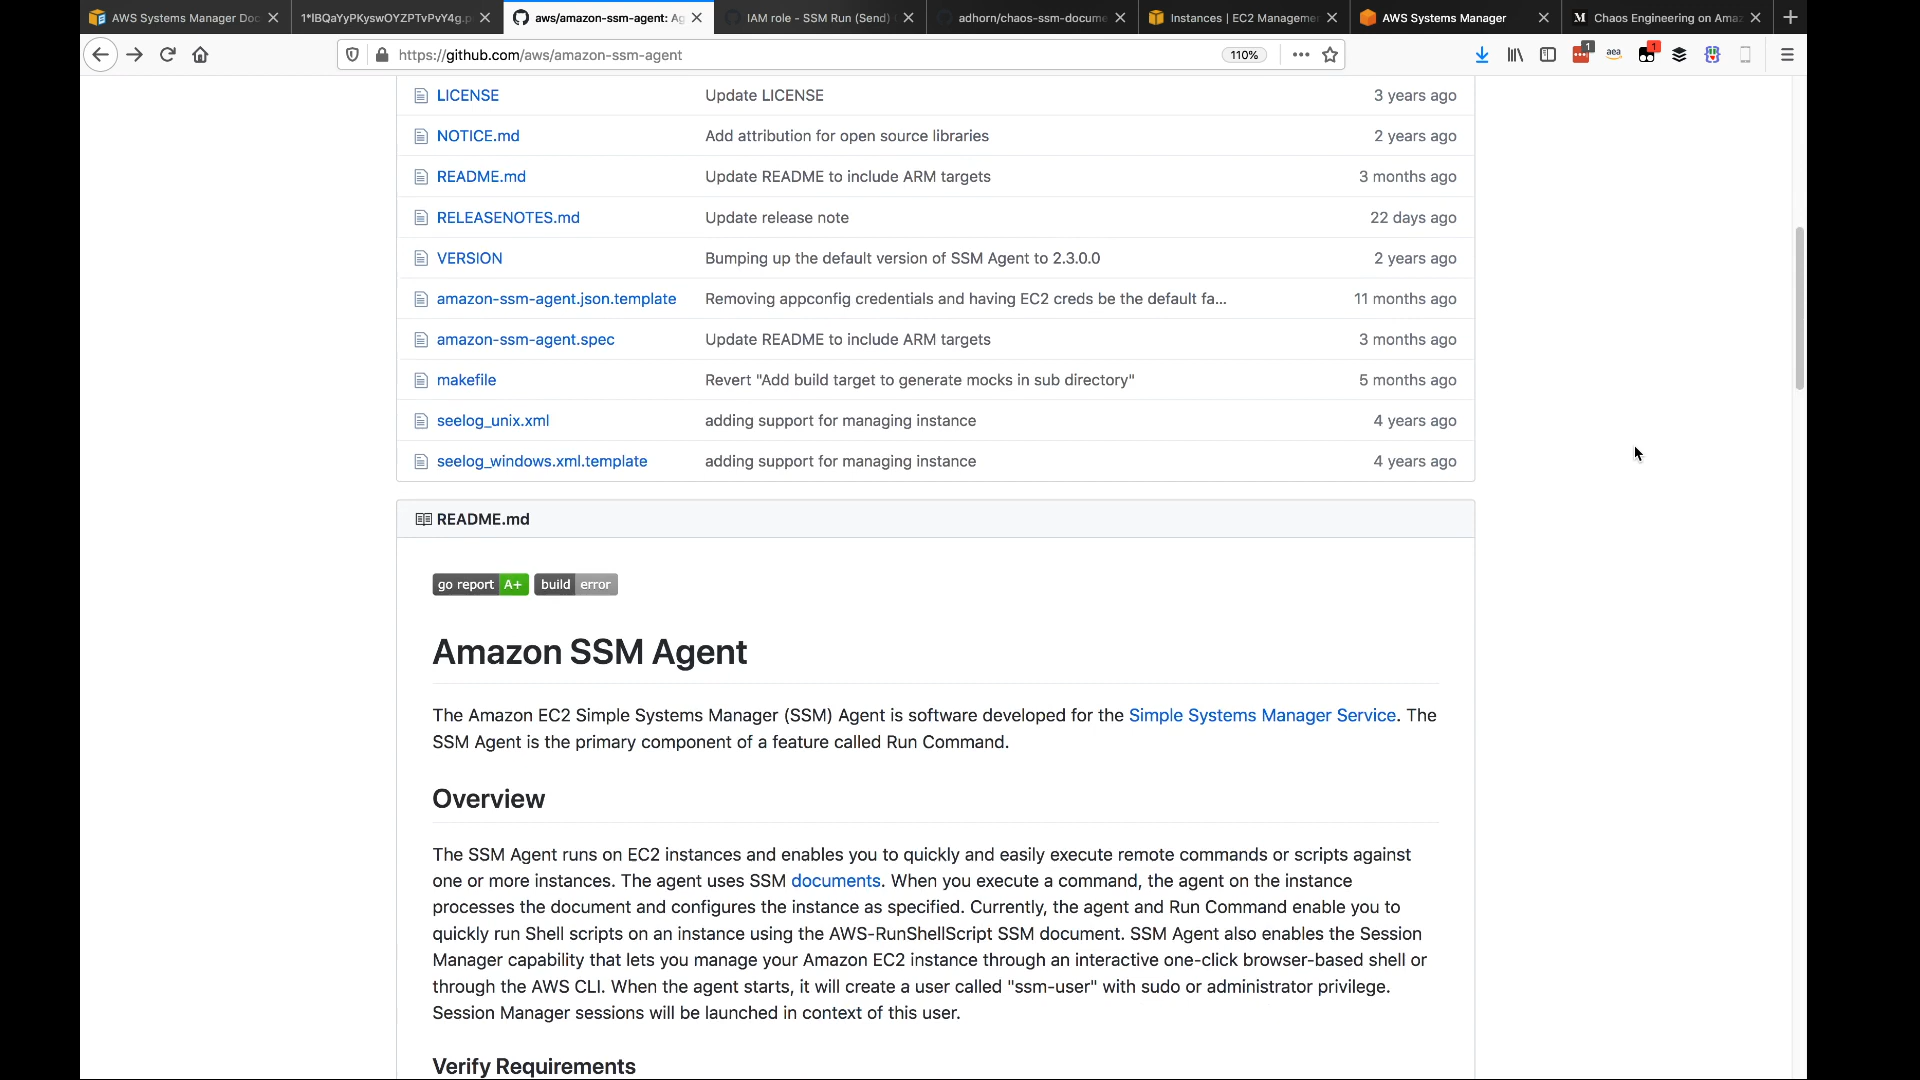 AWS Systems Manager Doc
1*IBQaYyPKyswOYZPTvPvY4g.p
aws/amazon-ssm-agent: Ag
IAM role - SSM Run (Send)
adhorn/chaos-ssm-docume
Instances | EC2 Manageme
AWS Systems Manager
Chaos Engineering on Amaz
https://github.com/aws/amazon-ssm-agent
110%
1
aea
1
LICENSE Update LICENSE 3 years ago
NOTICE.md Add attribution for open source libraries 2 years ago
README.md Update README to include ARM targets 3 months ago
RELEASENOTES.md Update release note 22 days ago
VERSION Bumping up the default version of SSM Agent to 2.3.0.0 2 years ago
amazon-ssm-agent.json.template Removing appconfig credentials and having EC2 creds be the default fa... 11 months ago
amazon-ssm-agent.spec Update README to include ARM targets 3 months ago
makefile Revert "Add build target to generate mocks in sub directory" 5 months ago
seelog_unix.xml adding support for managing instance 4 years ago
seelog_windows.xml.template adding support for managing instance 4 years ago
README.md
go report A+ build error
Amazon SSM Agent
The Amazon EC2 Simple Systems Manager (SSM) Agent is software developed for the Simple Systems Manager Service. The
SSM Agent is the primary component of a feature called Run Command.
Overview
The SSM Agent runs on EC2 instances and enables you to quickly and easily execute remote commands or scripts against
one or more instances. The agent uses SSM documents. When you execute a command, the agent on the instance
processes the document and configures the instance as specified. Currently, the agent and Run Command enable you to
quickly run Shell scripts on an instance using the AWS-RunShellScript SSM document. SSM Agent also enables the Session
Manager capability that lets you manage your Amazon EC2 instance through an interactive one-click browser-based shell or
through the AWS CLI. When the agent starts, it will create a user called "ssm-user" with sudo or administrator privilege.
Session Manager sessions will be launched in context of this user.
Verify Requirements